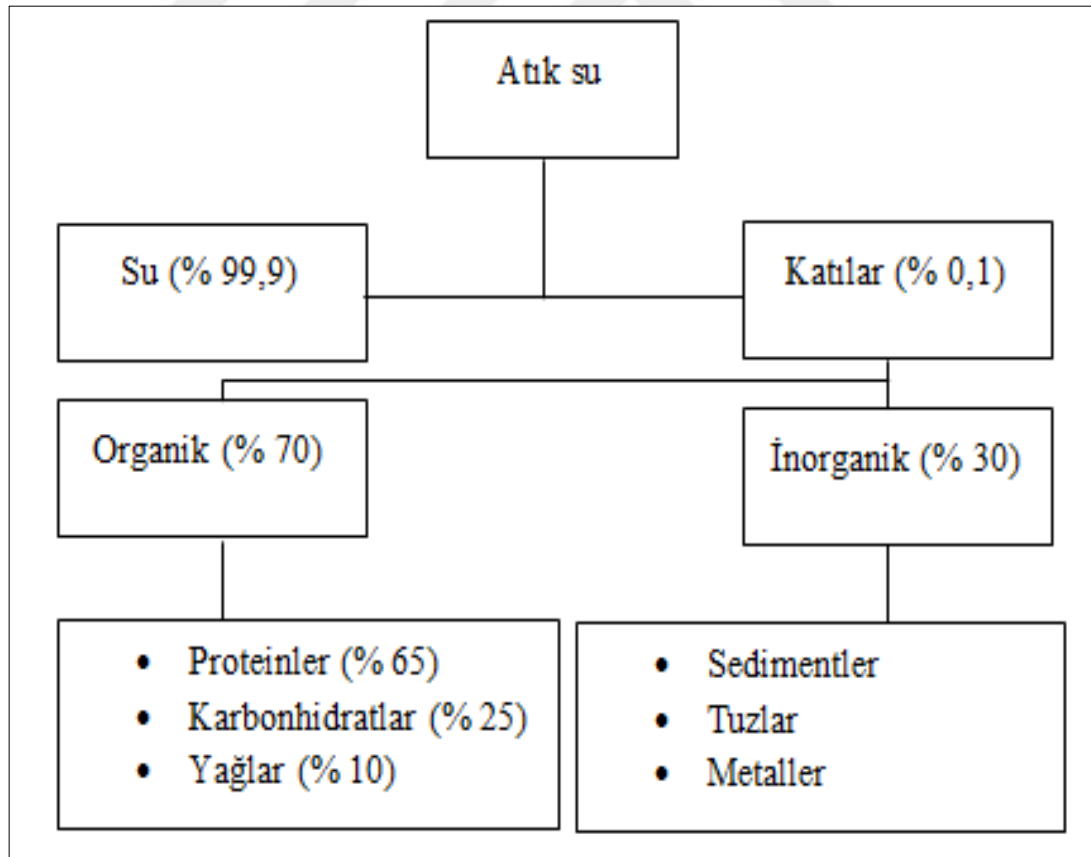 Atık su
Su (% 99,9)
Katılar (% 0,1)
Organik (% 70)
İnorganik (% 30)
• Proteinler (% 65)
• Karbonhidratlar (% 25)
• Yağlar (% 10)
• Sedimentler
• Tuzlar
• Metaller